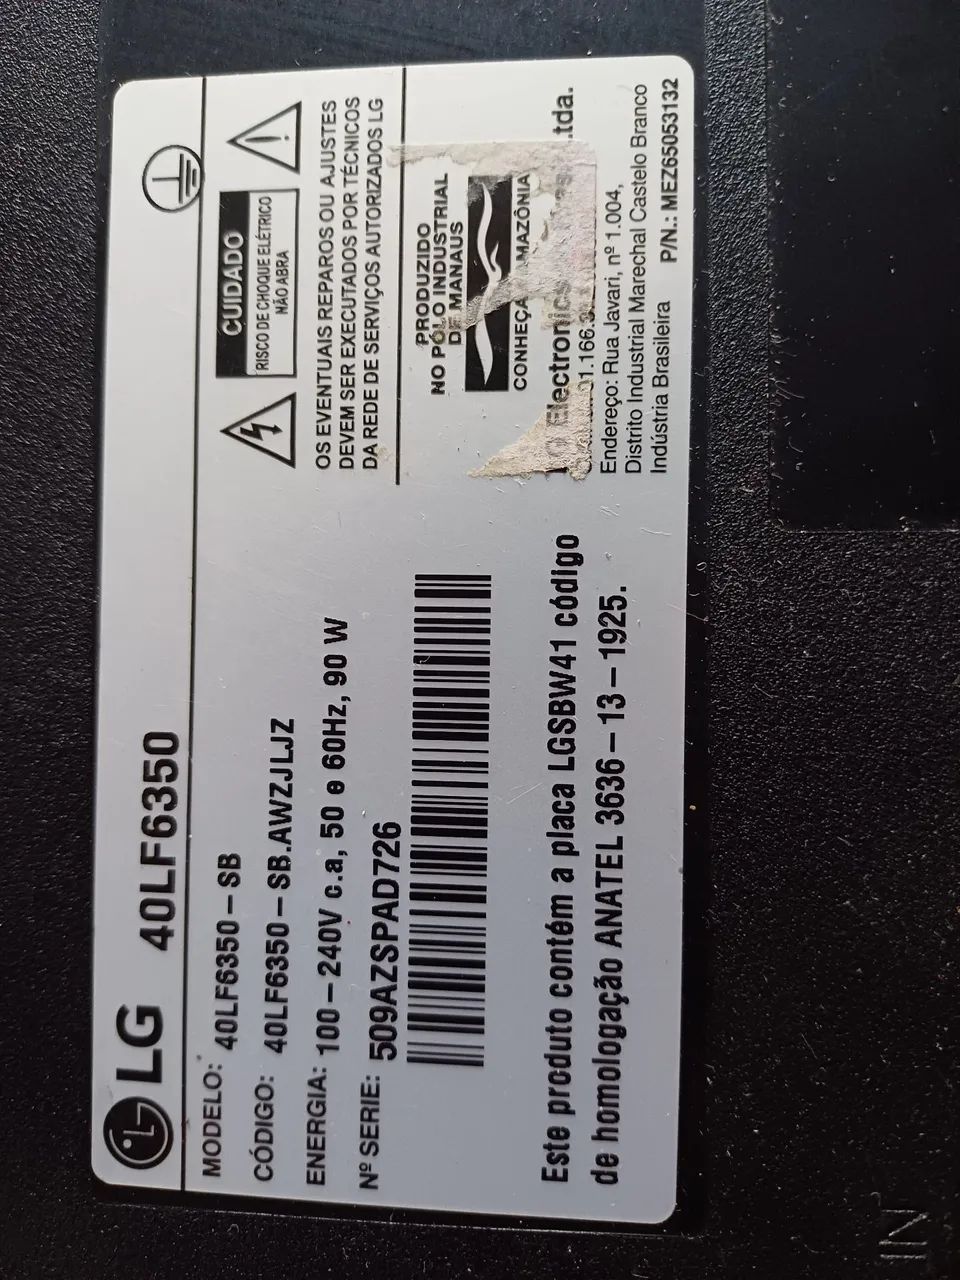 LG 40LF6350
MODELO: 40LF6350-SB
CÓDIGO: 40LF6350-SB.AWZJLJZ
ENERGIA: 100-240V c.a, 50 e 60Hz, 90 W
Nº SERIE: 509AZSPAD726
Este produto contém a placa LGSBW41 código
de homologação ANATEL 3636-13-1925.
CUIDADO
RISCO DE CHOQUE ELÉTRICO
NÃO ABRA
OS EVENTUAIS REPAROS OU AJUSTES
DEVEM SER EXECUTADOS POR TÉCNICOS
DA REDE DE SERVIÇOS AUTORIZADOS LG
PRODUZIDO
NO PÓLO INDUSTRIAL
DE MANAUS
CONHEÇA A AMAZÔNIA
Electronics
Endereço: Rua Javari, nº 1.004,
Distrito Industrial Marechal Castelo Branco
Indústria Brasileira P/N.: MEZ65053132
IN